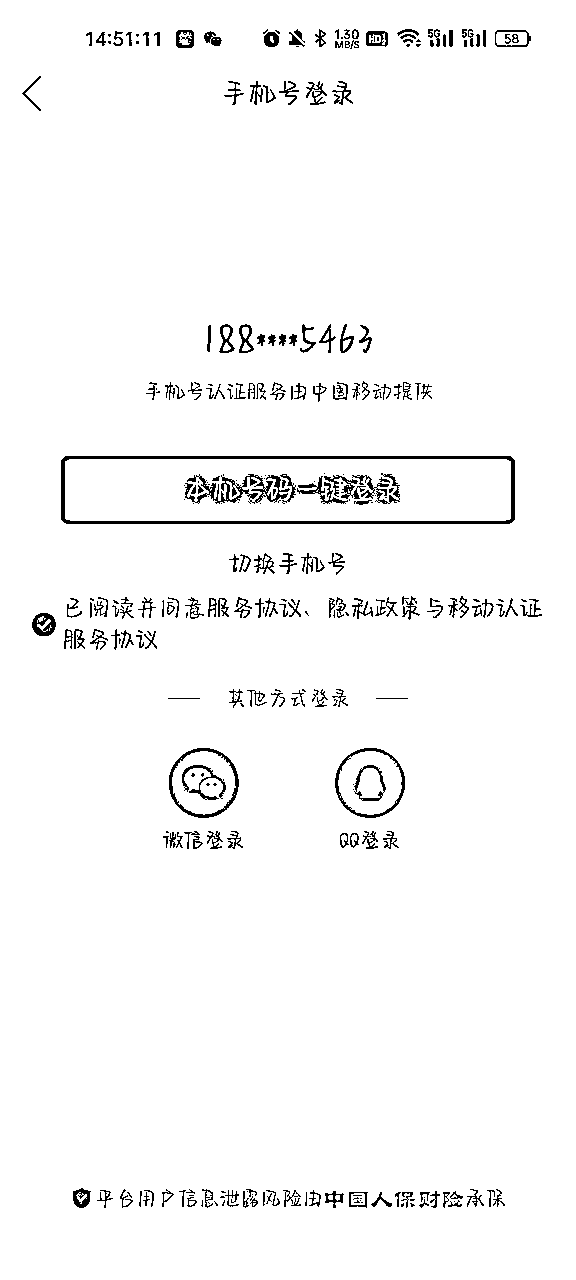 14:51:11 1.30 MB/S HD 5G 5G 58
手机号登录
188****5463
手机号认证服务由中国移动提供
本机号码一键登录
切换手机号
已阅读并同意服务协议、隐私政策与移动认证
服务协议
其他方式登录
微信登录 QQ登录
平台用户信息泄露风险由中国人保财险承保